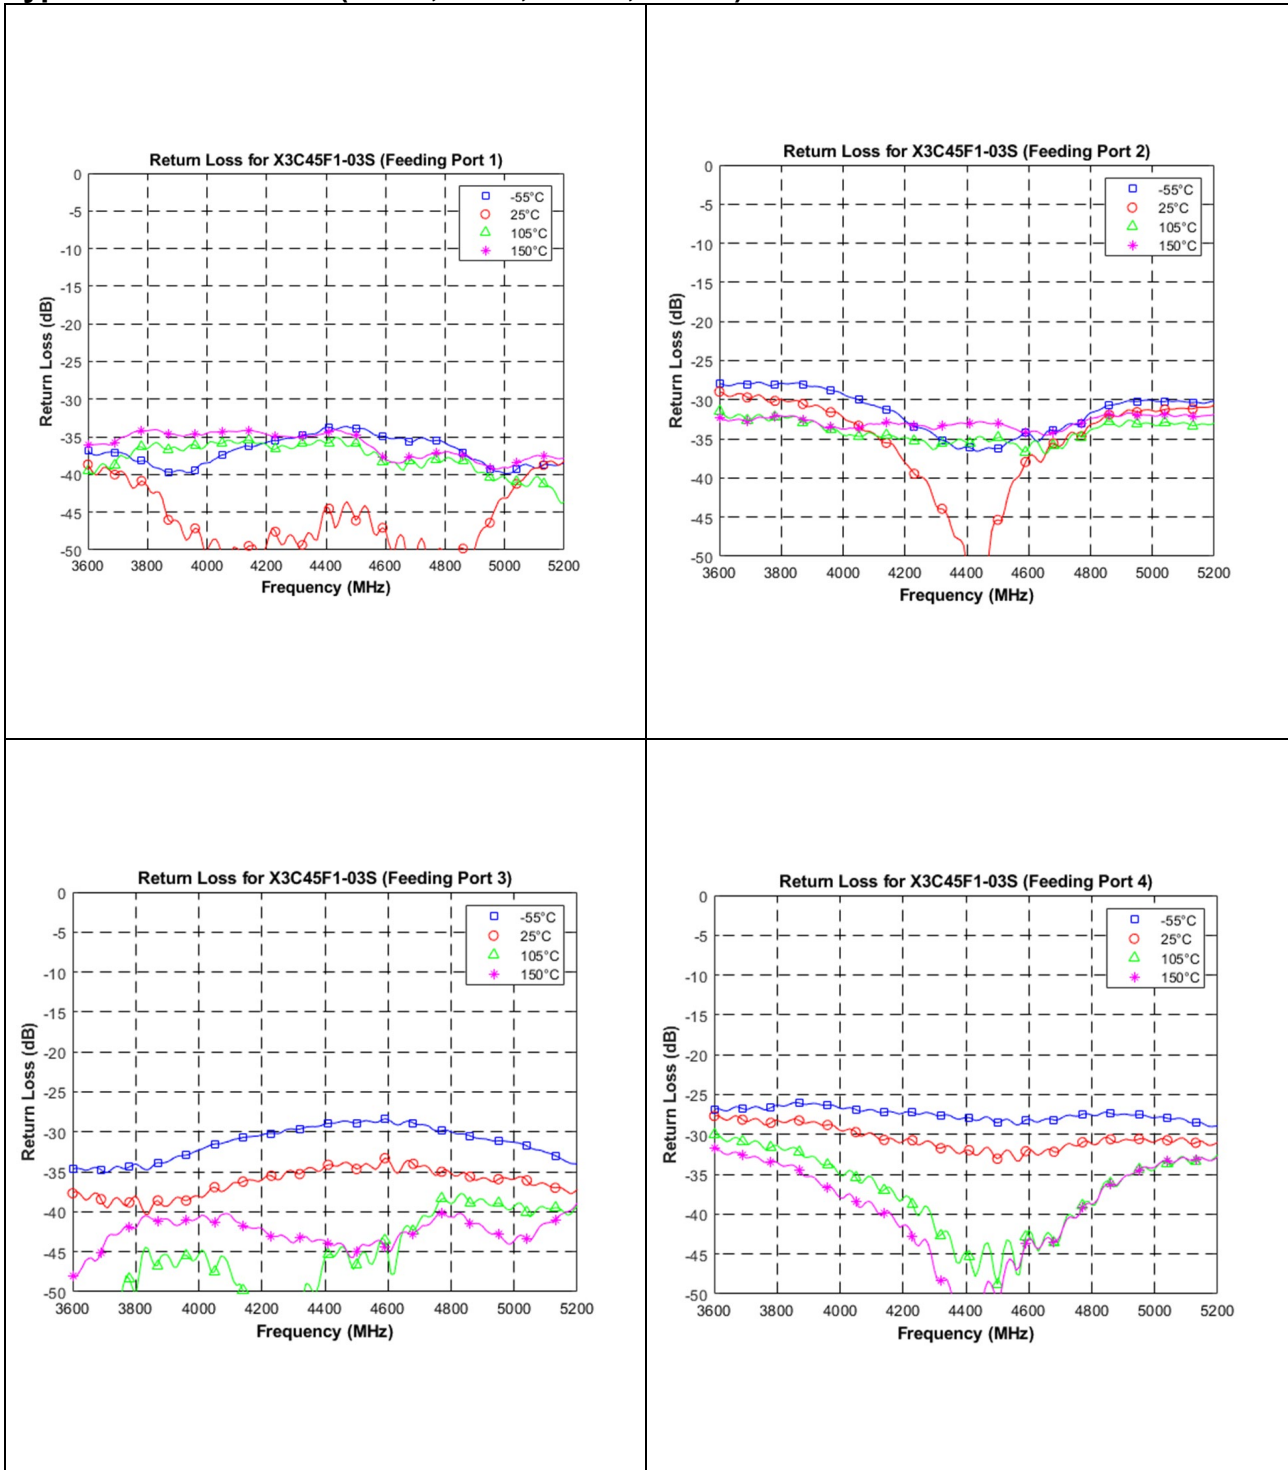 Return Loss for X3C45F1-03S (Feeding Port 1)
0
-5
-10
-15
-20
-25
-30
-35
-40
-45
-50
Return Loss (dB)
-55°C
25°C
105°C
150°C
3600 3800 4000 4200 4400 4600 4800 5000 5200
Frequency (MHz)
Return Loss for X3C45F1-03S (Feeding Port 2)
0
-5
-10
-15
-20
-25
-30
-35
-40
-45
-50
Return Loss (dB)
-55°C
25°C
105°C
150°C
3600 3800 4000 4200 4400 4600 4800 5000 5200
Frequency (MHz)
Return Loss for X3C45F1-03S (Feeding Port 3)
0
-5
-10
-15
-20
-25
-30
-35
-40
-45
-50
Return Loss (dB)
-55°C
25°C
105°C
150°C
3600 3800 4000 4200 4400 4600 4800 5000 5200
Frequency (MHz)
Return Loss for X3C45F1-03S (Feeding Port 4)
0
-5
-10
-15
-20
-25
-30
-35
-40
-45
-50
Return Loss (dB)
-55°C
25°C
105°C
150°C
3600 3800 4000 4200 4400 4600 4800 5000 5200
Frequency (MHz)